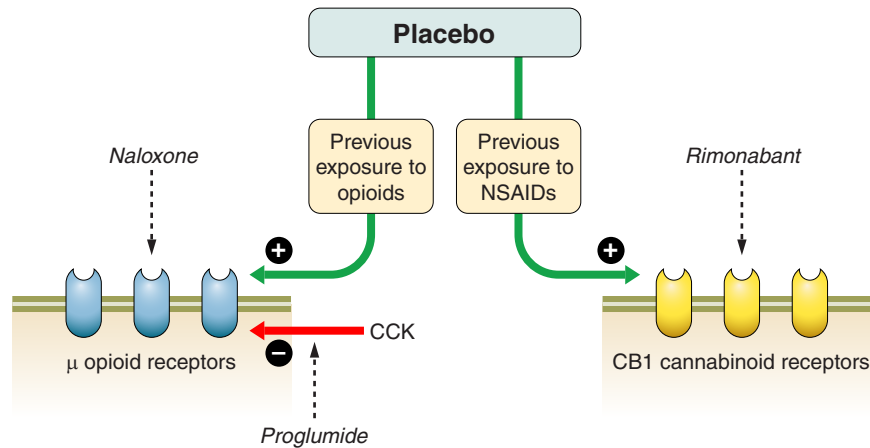 Placebo
Previous
exposure to
opioids
Previous
exposure to
NSAIDs
Naloxone
Rimonabant
+
+
CCK
−
μ opioid receptors
CB1 cannabinoid receptors
Proglumide